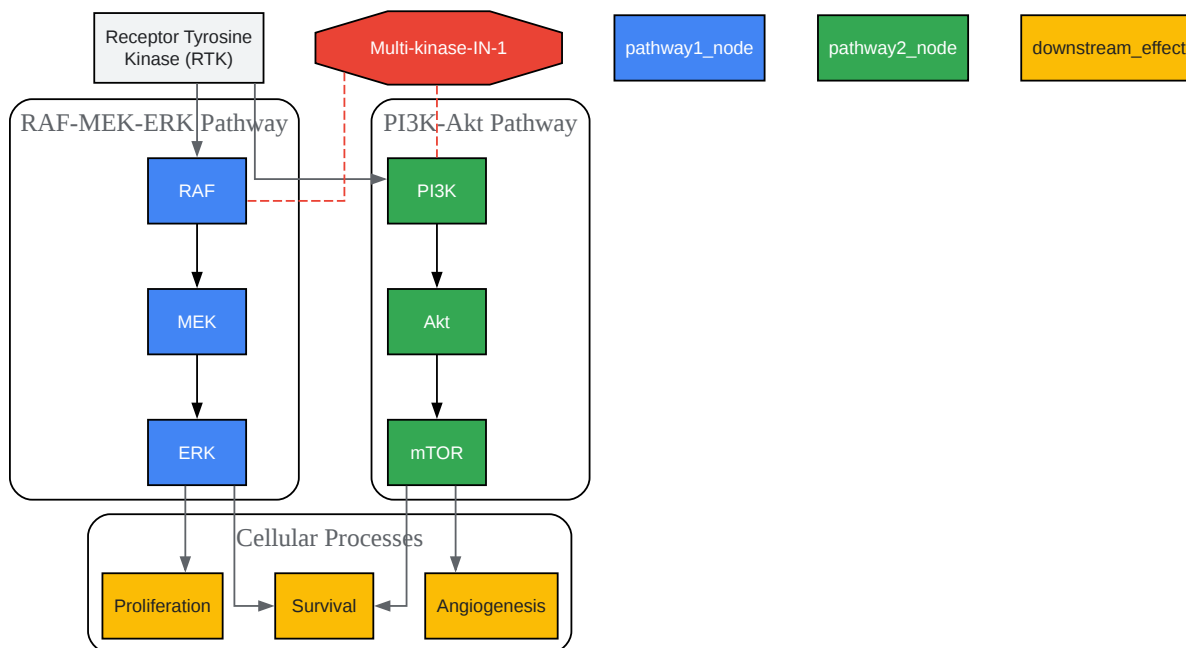 Receptor Tyrosine
Kinase (RTK)
Multi-kinase-IN-1
pathway1_node
pathway2_node
downstream_effect
RAF-MEK-ERK Pathway
PI3K-Akt Pathway
RAF
PI3K
MEK
Akt
ERK
mTOR
Cellular Processes
Proliferation
Survival
Angiogenesis